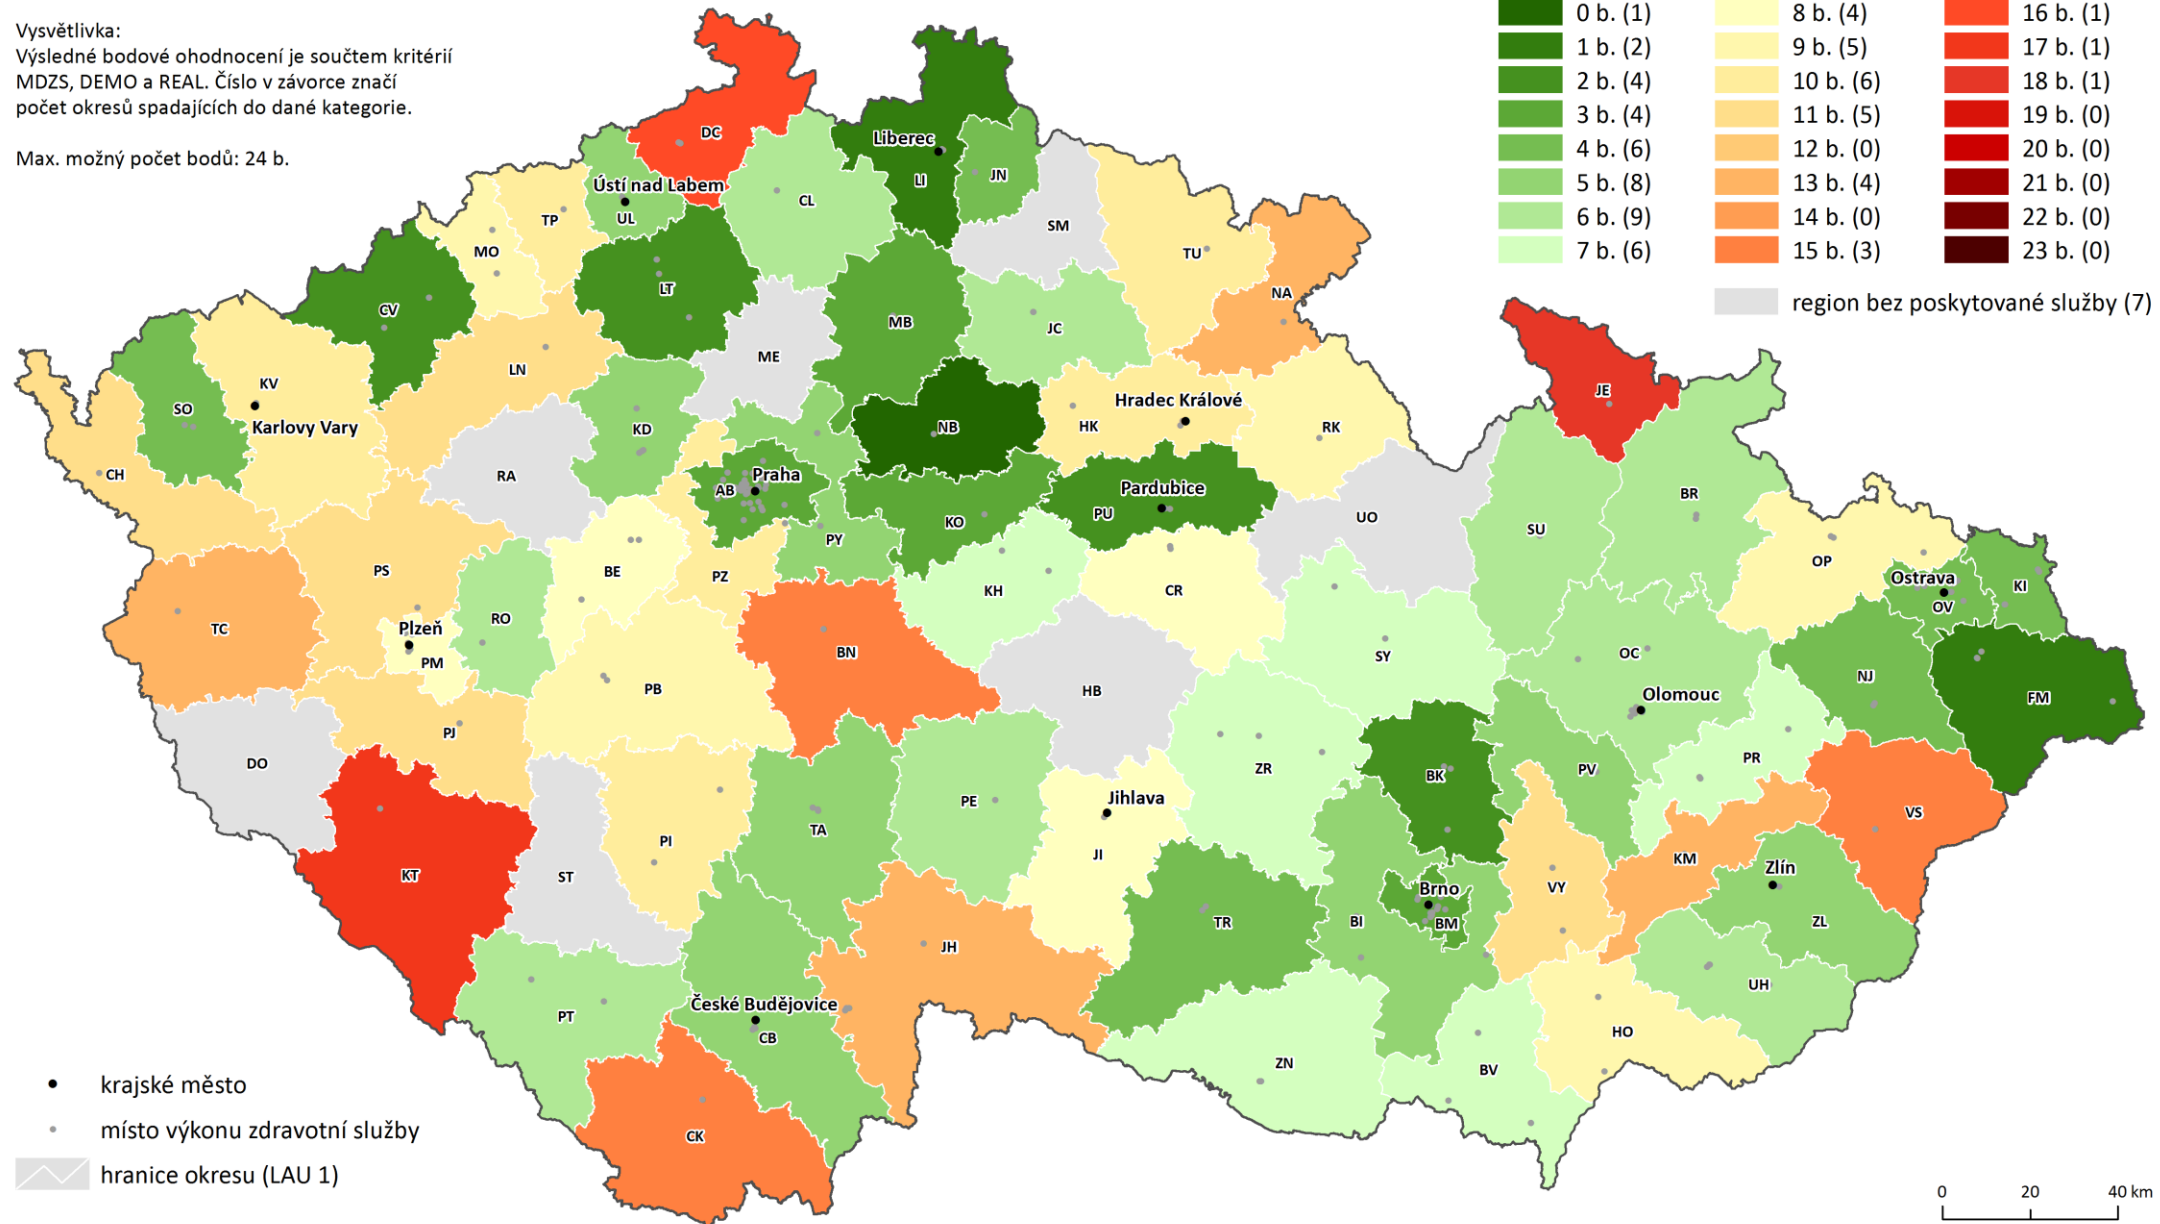 Vysvětlivka:
Výsledné bodové ohodnocení je součtem kritérií
MDZS, DEMO a REAL. Číslo v závorce značí
počet okresů spadajících do dané kategorie.
Max. možný počet bodů: 24 b.
0 b. (1)
1 b. (2)
2 b. (4)
3 b. (4)
4 b. (6)
5 b. (8)
6 b. (9)
7 b. (6)
8 b. (4)
9 b. (5)
10 b. (6)
11 b. (5)
12 b. (0)
13 b. (4)
14 b. (0)
15 b. (3)
16 b. (1)
17 b. (1)
18 b. (1)
19 b. (0)
20 b. (0)
21 b. (0)
22 b. (0)
23 b. (0)
region bez poskytované služby (7)
DC
Liberec
LI
JN
Ústí nad Labem
UL
CL
TP
MO
SM
TU
NA
CV
LT
MB
JC
ME
LN
KV
Karlovy Vary
SO
CH
KD
RA
NB
HK
Hradec Králové
RK
JE
AB
Praha
KO
PU
Pardubice
UO
SU
BR
PY
PZ
BE
PS
RO
TC
Plzeň
PM
KH
CR
OP
Ostrava
OV
KI
BN
PB
HB
SY
OC
Olomouc
NJ
FM
PJ
DO
KT
ST
PI
TA
PE
Jihlava
JI
ZR
BK
PV
PR
VS
KM
Zlín
ZL
VY
Brno
BM
BI
TR
JH
UH
HO
PT
České Budějovice
CB
CK
ZN
BV
krajské město
místo výkonu zdravotní služby
hranice okresu (LAU 1)
0 20 40 km